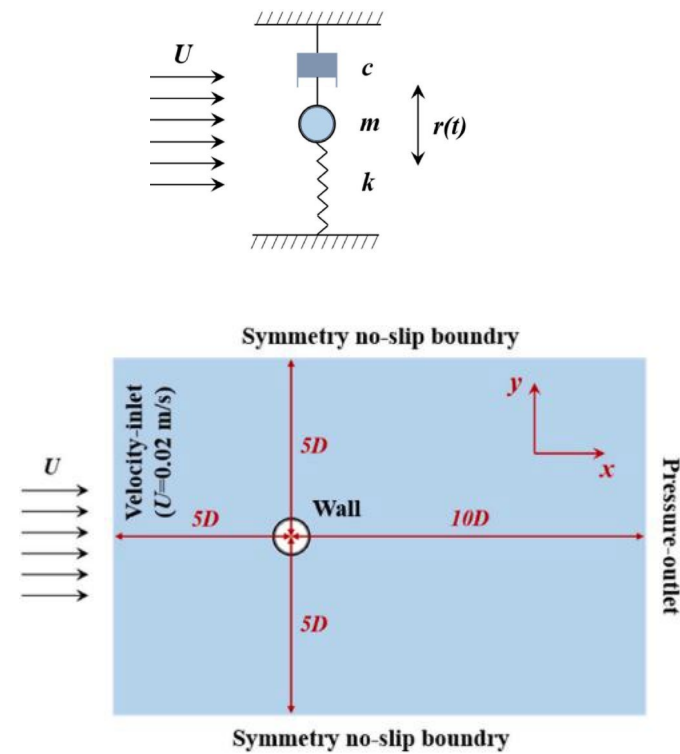 U
c
m
r(t)
k
Symmetry no-slip boundry
Velocity-inlet
(U=0.02 m/s)
y
x
5D
U
Wall
5D
10D
Pressure-outlet
5D
Symmetry no-slip boundry